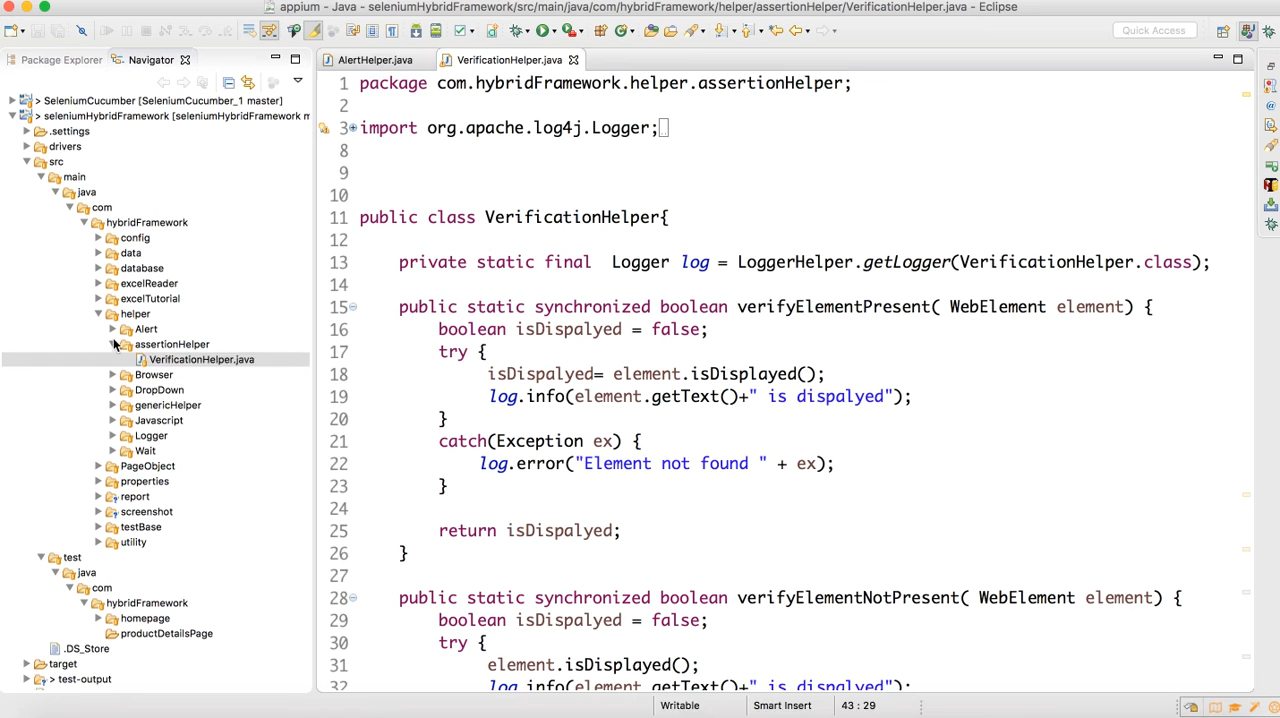 appium - Java - seleniumHybridFramework/src/main/java/com/hybridFramework/helper/assertionHelper/VerificationHelper.java - Eclipse
Quick Access
Package Explorer
Navigator
> SeleniumCucumber [SeleniumCucumber_1 master]
> seleniumHybridFramework [seleniumHybridFramework m
.settings
drivers
src
main
java
com
hybridFramework
config
data
database
excelReader
excelTutorial
helper
Alert
assertionHelper
VerificationHelper.java
Browser
DropDown
genericHelper
Javascript
Logger
Wait
PageObject
properties
report
screenshot
testBase
utility
test
java
com
hybridFramework
homepage
productDetailsPage
.DS_Store
target
> test-output
AlertHelper.java
VerificationHelper.java
1 package com.hybridFramework.helper.assertionHelper;
2
3 import org.apache.log4j.Logger;
8
9
10
11 public class VerificationHelper{
12
13 private static final Logger log = LoggerHelper.getLogger(VerificationHelper.class);
14
15 public static synchronized boolean verifyElementPresent( WebElement element) {
16 boolean isDispalyed = false;
17 try {
18 isDispalyed= element.isDisplayed();
19 log.info(element.getText()+" is dispalyed");
20 }
21 catch(Exception ex) {
22 log.error("Element not found " + ex);
23 }
24
25 return isDispalyed;
26 }
27
28 public static synchronized boolean verifyElementNotPresent( WebElement element) {
29 boolean isDispalyed = false;
30 try {
31 element.isDisplayed();
32 log.info(element.getText()+" is dispalyed");
Writable
Smart Insert
43 : 29